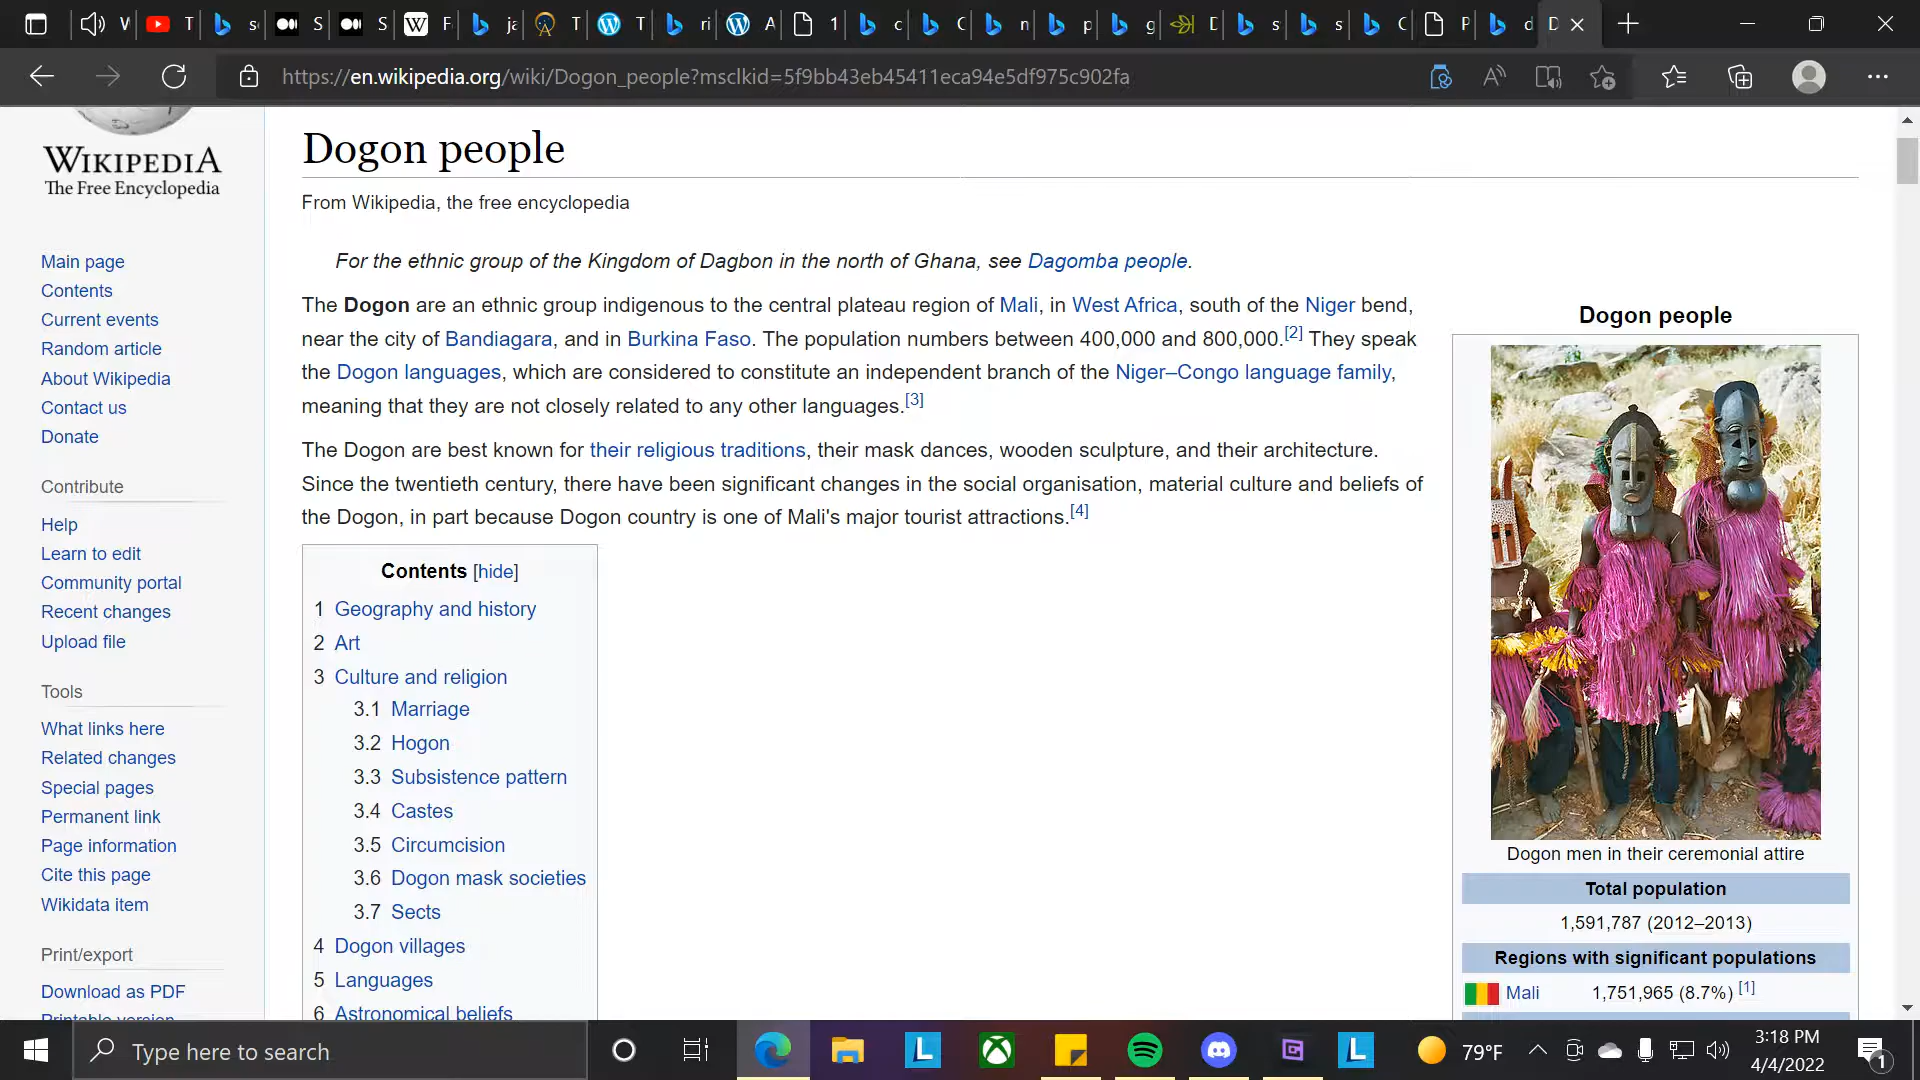 V
T
s
S
S
F
ja
T
T
ri
A
1
c
C
n
p
g
D
s
s
C
P
d
D
https://en.wikipedia.org/wiki/Dogon_people?msclkid=5f9bb43eb45411eca94e5df975c902fa
WIKIPEDIA
The Free Encyclopedia
Main page
Contents
Current events
Random article
About Wikipedia
Contact us
Donate
Contribute
Help
Learn to edit
Community portal
Recent changes
Upload file
Tools
What links here
Related changes
Special pages
Permanent link
Page information
Cite this page
Wikidata item
Print/export
Download as PDF
Printable version
Dogon people
From Wikipedia, the free encyclopedia
For the ethnic group of the Kingdom of Dagbon in the north of Ghana, see Dagomba people.
The Dogon are an ethnic group indigenous to the central plateau region of Mali, in West Africa, south of the Niger bend,
near the city of Bandiagara, and in Burkina Faso. The population numbers between 400,000 and 800,000.[2] They speak
the Dogon languages, which are considered to constitute an independent branch of the Niger–Congo language family,
meaning that they are not closely related to any other languages.[3]
The Dogon are best known for their religious traditions, their mask dances, wooden sculpture, and their architecture.
Since the twentieth century, there have been significant changes in the social organisation, material culture and beliefs of
the Dogon, in part because Dogon country is one of Mali's major tourist attractions.[4]
Contents [hide]
1 Geography and history
2 Art
3 Culture and religion
3.1 Marriage
3.2 Hogon
3.3 Subsistence pattern
3.4 Castes
3.5 Circumcision
3.6 Dogon mask societies
3.7 Sects
4 Dogon villages
5 Languages
6 Astronomical beliefs
Dogon people
Dogon men in their ceremonial attire
Total population
1,591,787 (2012–2013)
Regions with significant populations
Mali 1,751,965 (8.7%) [1]
Type here to search
79°F
3:18 PM
4/4/2022
1